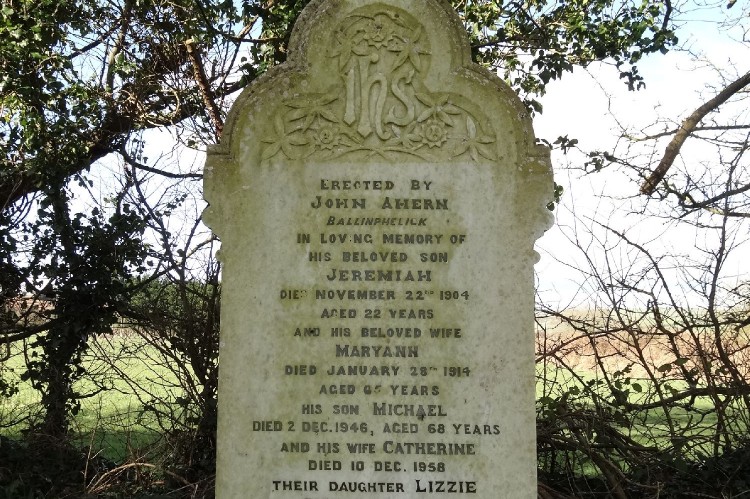 IHS
ERECTED BY
JOHN AHERN
BALLINPHELICK
IN LOVING MEMORY OF
HIS BELOVED SON
JEREMIAH
DIED NOVEMBER 22ND 1904
AGED 22 YEARS
AND HIS BELOVED WIFE
MARYANN
DIED JANUARY 28TH 1914
AGED 65 YEARS
HIS SON MICHAEL
DIED 2 DEC.1946, AGED 68 YEARS
AND HIS WIFE CATHERINE
DIED 10 DEC. 1958
THEIR DAUGHTER LIZZIE